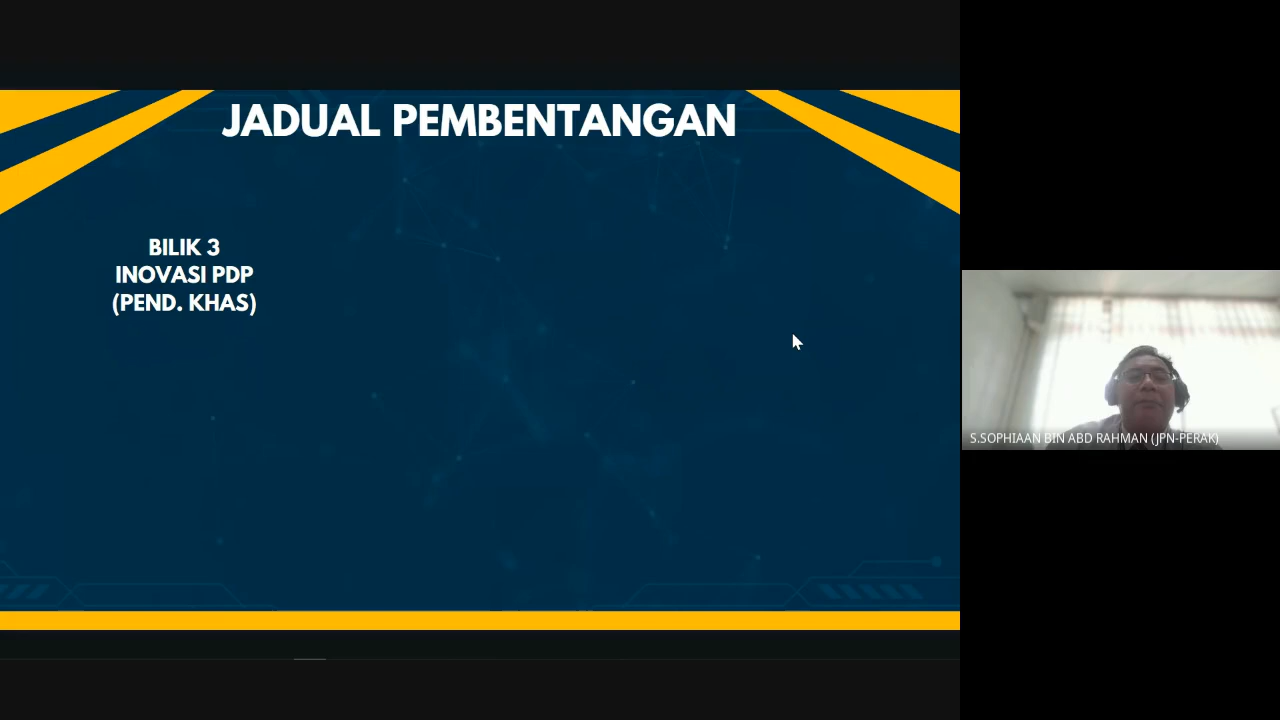 JADUAL PEMBENTANGAN
BILIK 3
INOVASI PDP
(PEND. KHAS)
S.SOPHIAAN BIN ABD RAHMAN (JPN-PERAK)